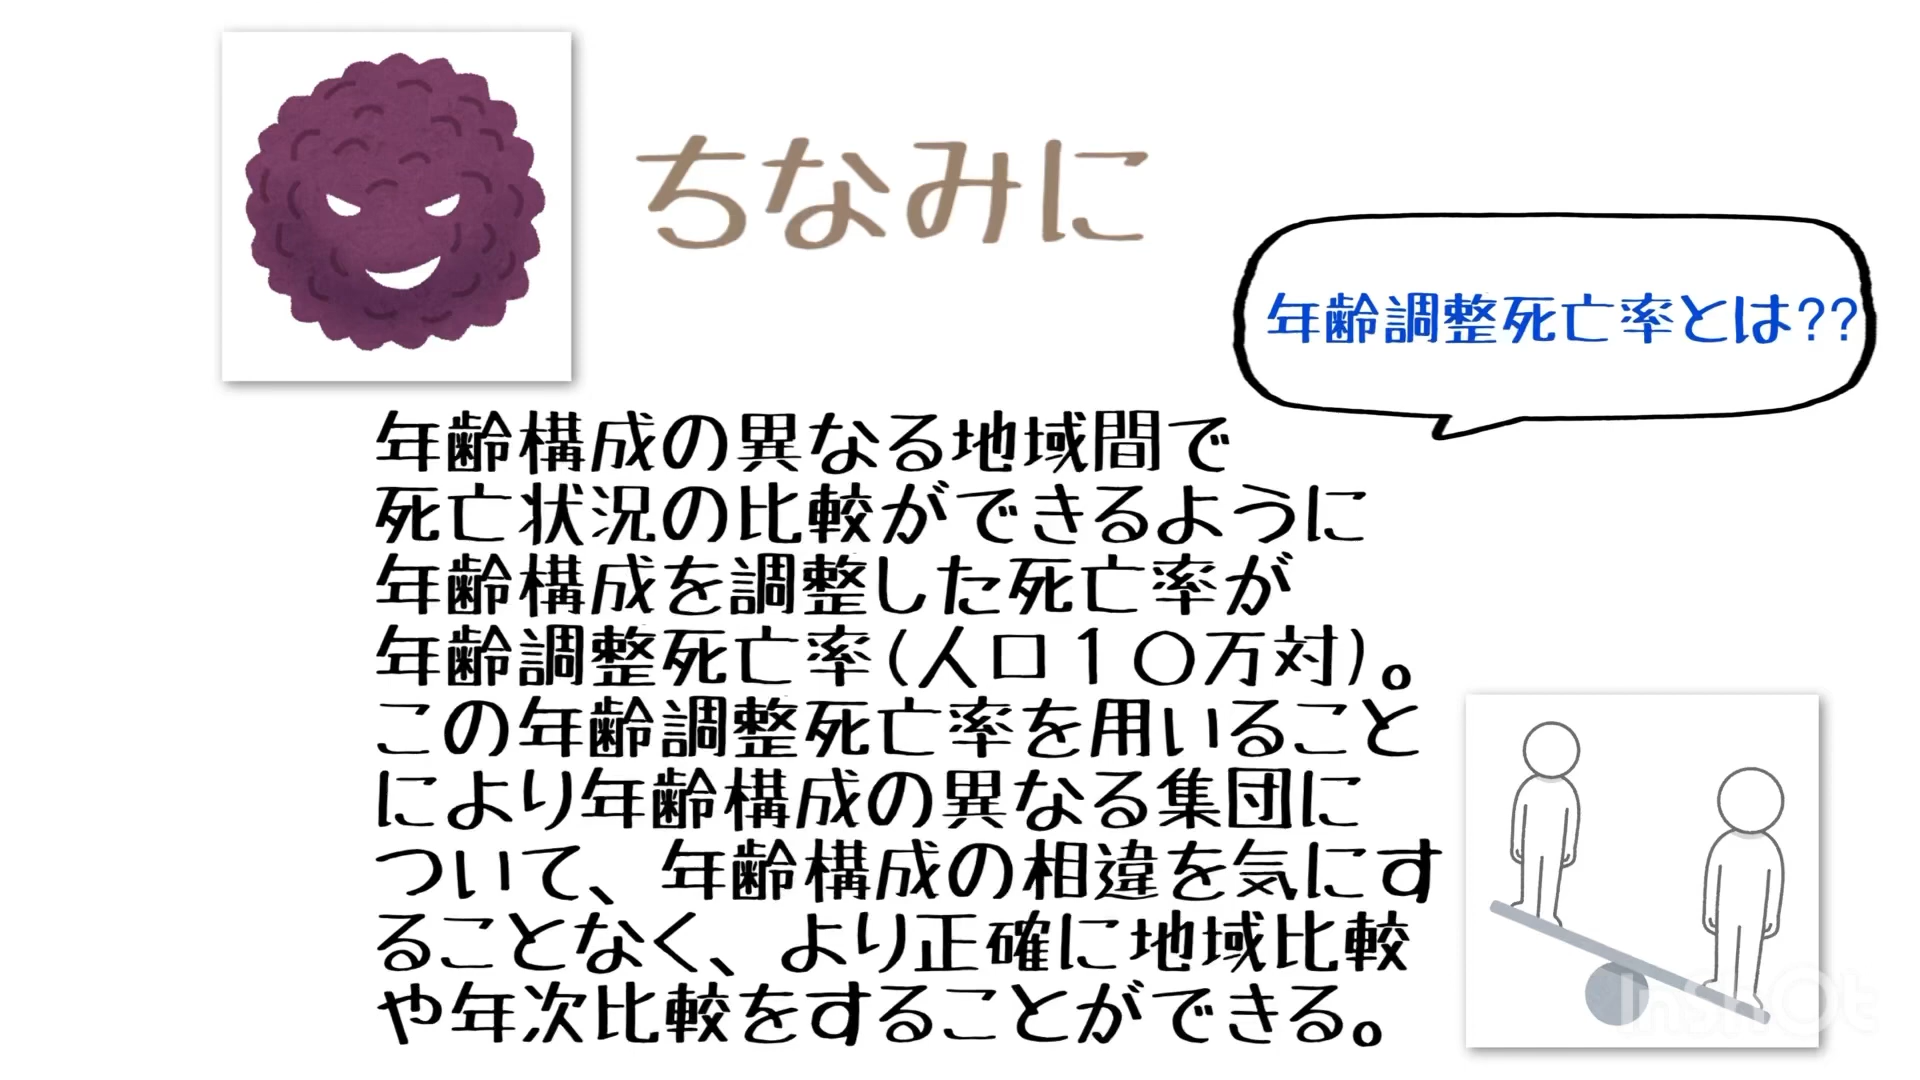 ちなみに
年齢調整死亡率とは??
年齢構成の異なる地域間で
死亡状況の比較ができるように
年齢構成を調整した死亡率が
年齢調整死亡率(人口１〇万対)。
この年齢調整死亡率を用いること
により年齢構成の異なる集団に
ついて、年齢構成の相違を気にす
ることなく、より正確に地域比較
や年次比較をすることができる。
InShOt